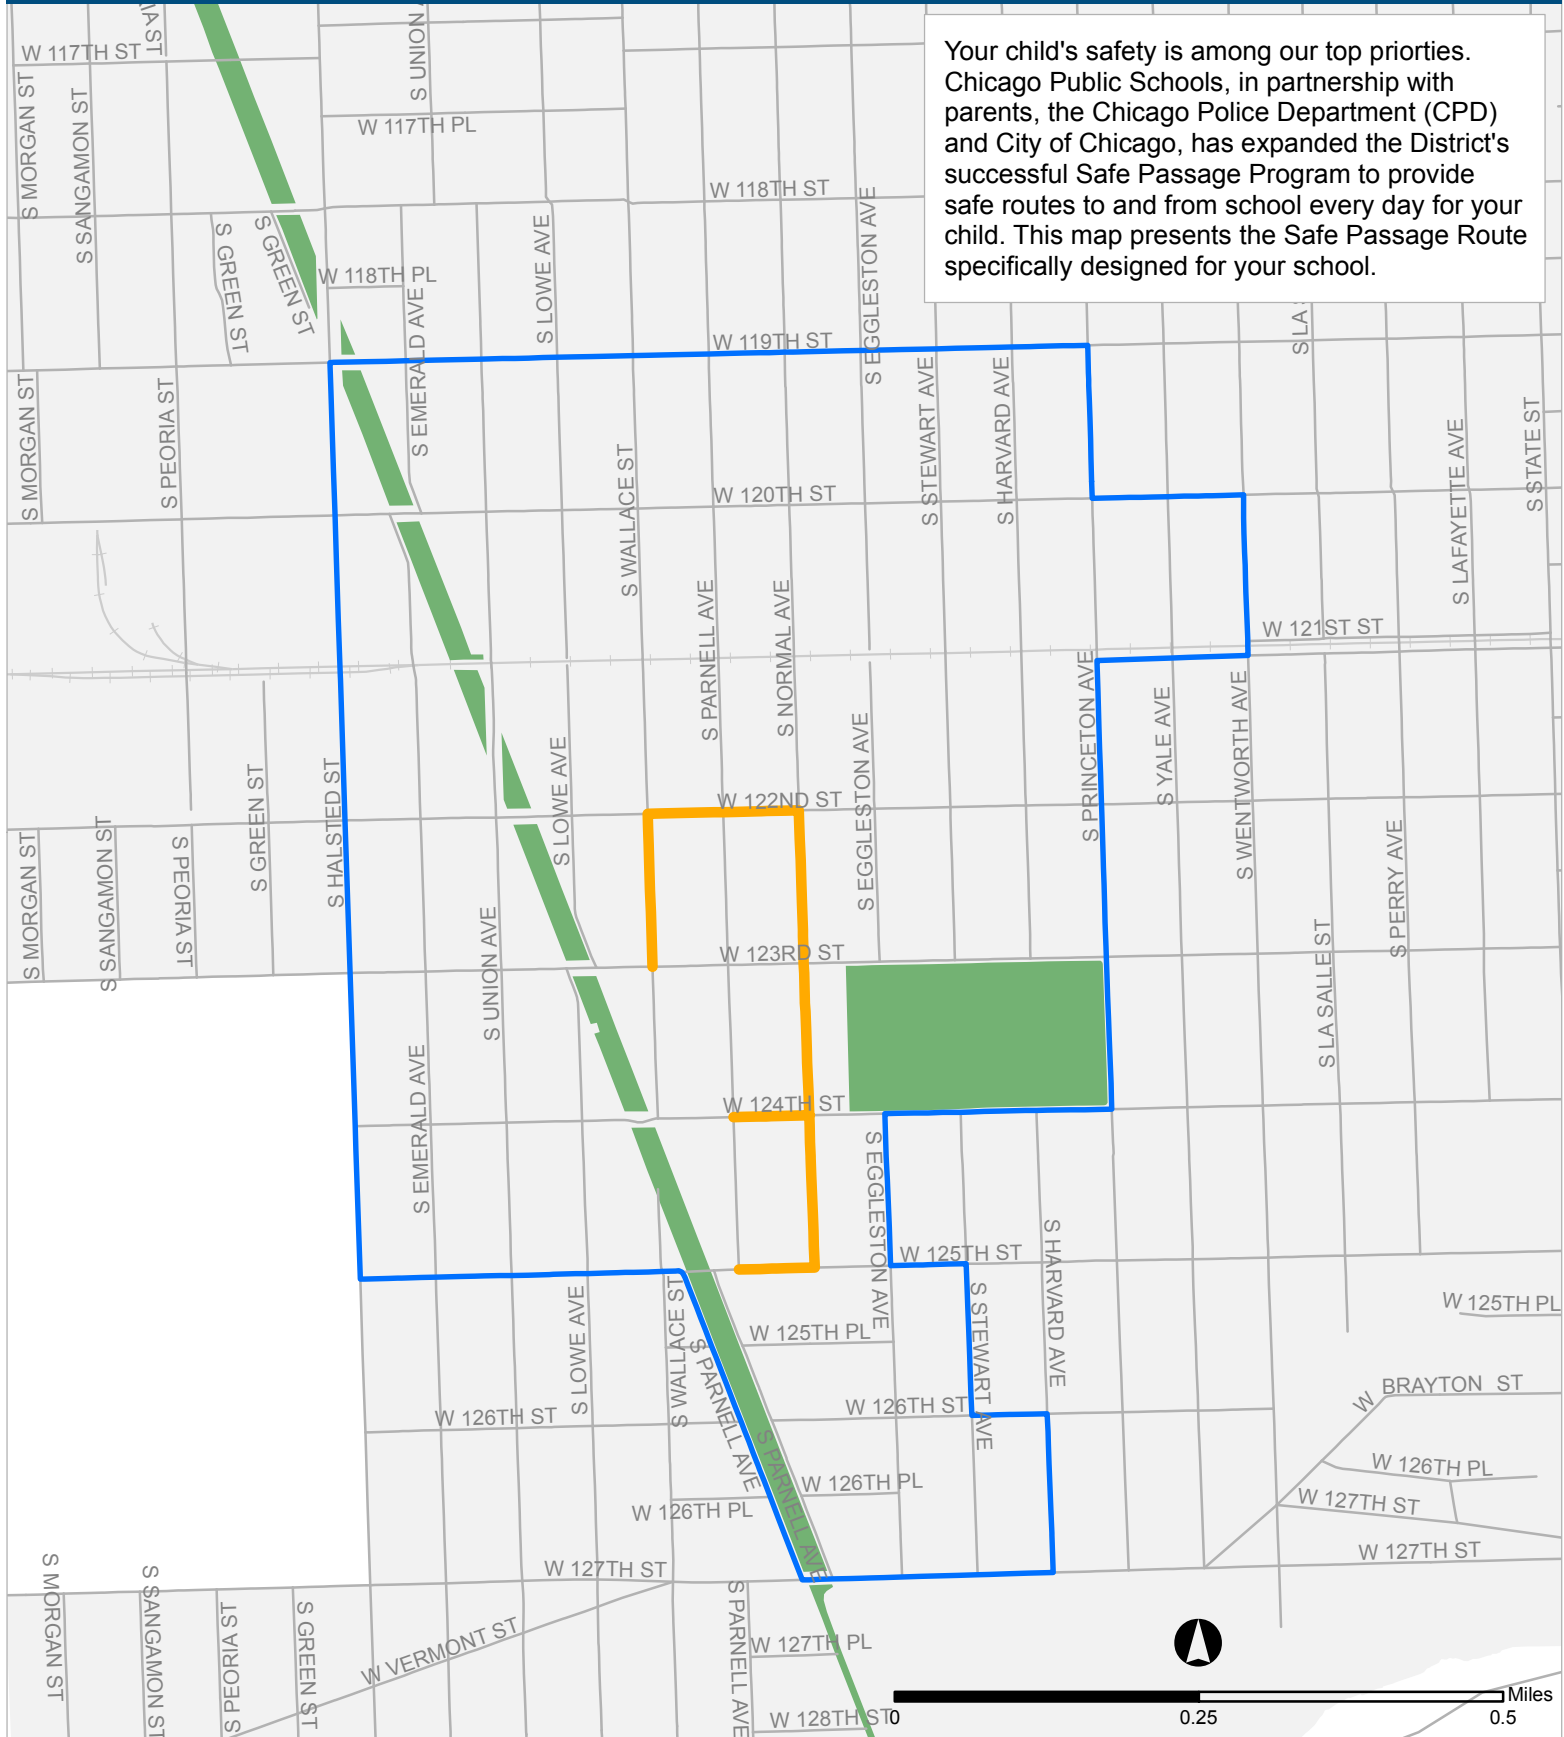 Your child's safety is among our top priorties.
Chicago Public Schools, in partnership with
parents, the Chicago Police Department (CPD)
and City of Chicago, has expanded the District's
successful Safe Passage Program to provide
safe routes to and from school every day for your
child. This map presents the Safe Passage Route
specifically designed for your school.
W 117TH ST
S UNION
S MORGAN ST
S SANGAMON ST
W 117TH PL
W 118TH ST
S GREEN ST
S GREEN ST
W 118TH PL
S LOWE AVE
S EGGLESTON AVE
S EMERALD AVE
W 119TH ST
S LA
S MORGAN ST
S PEORIA ST
S WALLACE ST
W 120TH ST
S STEWART AVE
S HARVARD AVE
S LAFAYETTE AVE
S STATE ST
S PARNELL AVE
S NORMAL AVE
W 121ST ST
S PRINCETON AVE
S YALE AVE
S WENTWORTH AVE
S EGGLESTON AVE
S LOWE AVE
S HALSTED ST
S GREEN ST
W 122ND ST
S MORGAN ST
S SANGAMON ST
S PEORIA ST
S PERRY AVE
S UNION AVE
W 123RD ST
S LA SALLE ST
S EMERALD AVE
W 124TH ST
S EGGLESTON AVE
S HARVARD AVE
W 125TH ST
S LOWE AVE
S WALLACE ST
S STEWART AVE
W 125TH PL
W 125TH PL
S PARNELL AVE
W BRAYTON ST
W 126TH ST
W 126TH ST
S PARNELL AVE
W 126TH PL
W 126TH PL
W 126TH PL
W 127TH ST
W 127TH ST
W 127TH ST
S MORGAN ST
S SANGAMON ST
S PEORIA ST
S GREEN ST
W VERMONT ST
S PARNELL AVE
W 127TH PL
W 128TH ST
Miles
0
0.25
0.5